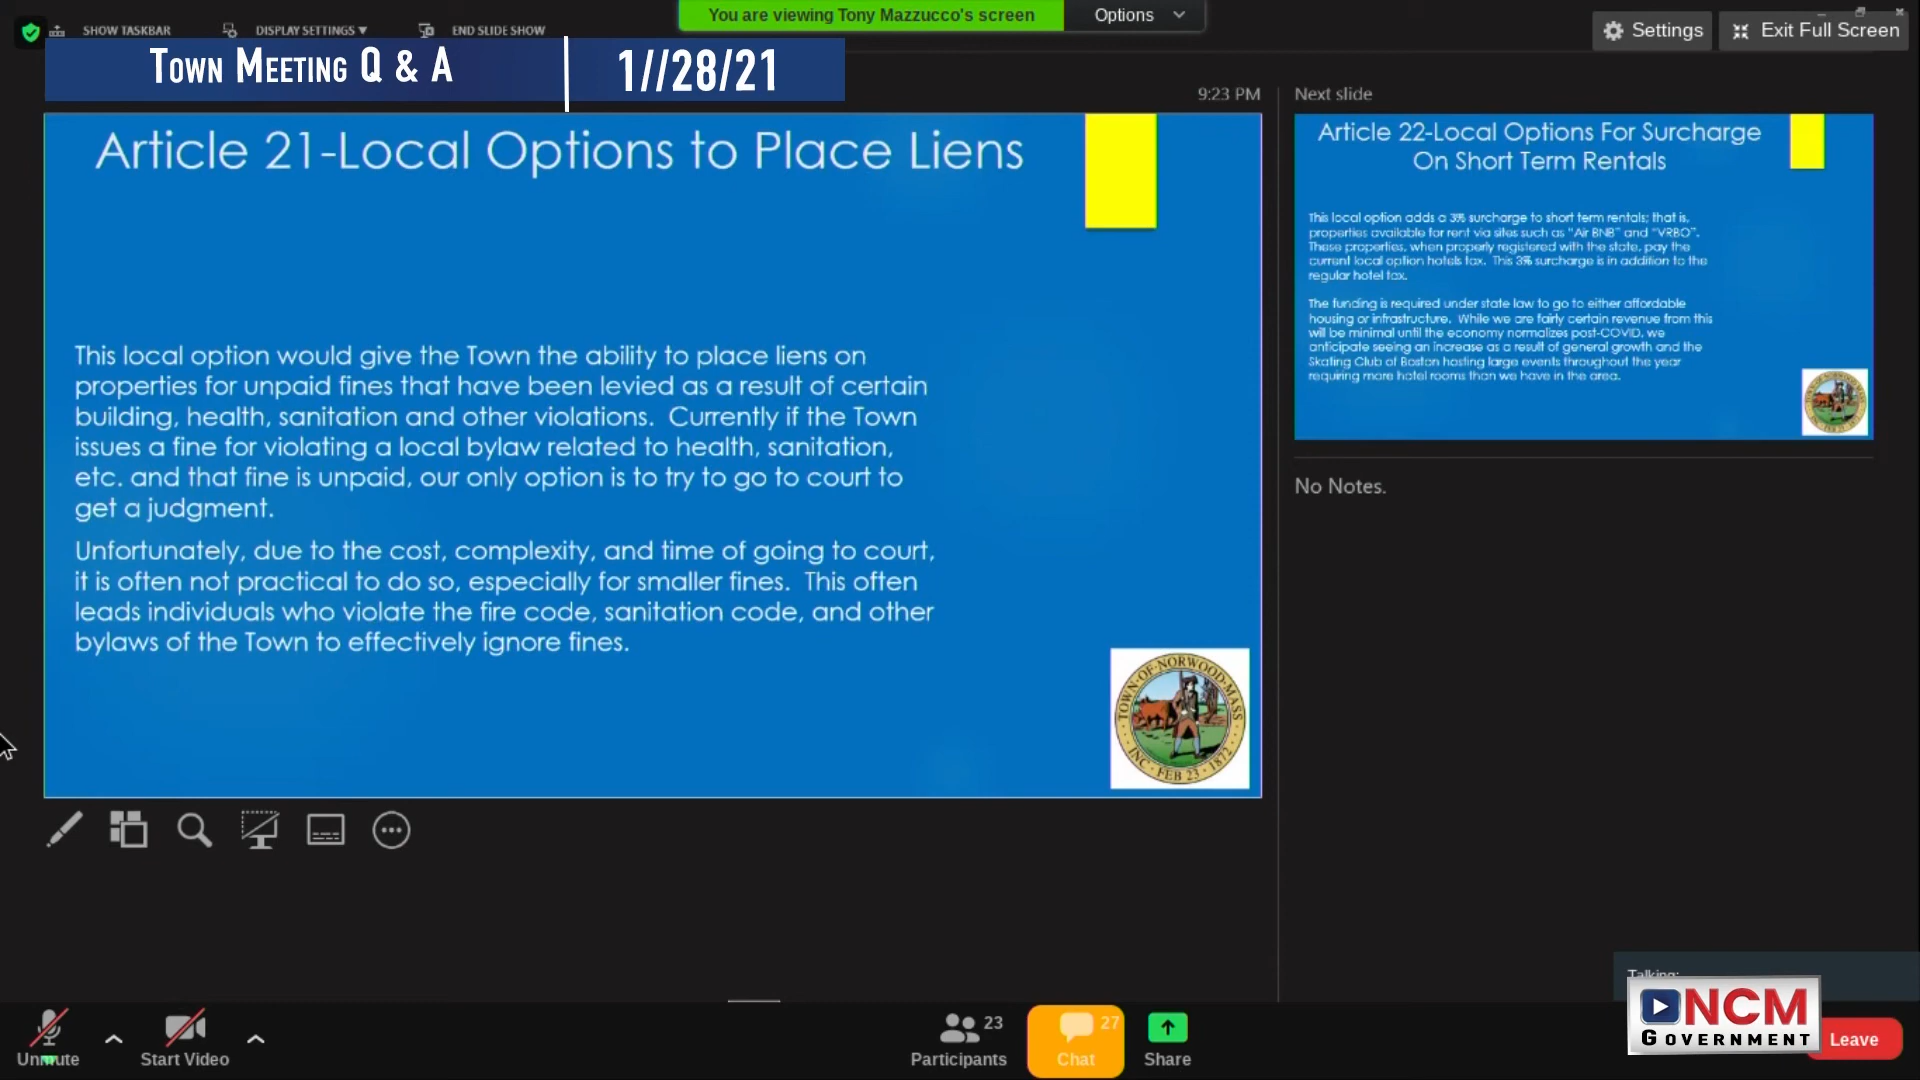 SHOW TASKBAR
DISPLAY SETTINGS ▼
END SLIDE SHOW
You are viewing Tony Mazzucco's screen
Options
Settings
Exit Full Screen
Town Meeting Q & A
1//28/21
9:23 PM
Next slide
Article 21-Local Options to Place Liens
This local option would give the Town the ability to place liens on
properties for unpaid fines that have been levied as a result of certain
building, health, sanitation and other violations. Currently if the Town
issues a fine for violating a local bylaw related to health, sanitation,
etc. and that fine is unpaid, our only option is to try to go to court to
get a judgment.
Unfortunately, due to the cost, complexity, and time of going to court,
it is often not practical to do so, especially for smaller fines. This often
leads individuals who violate the fire code, sanitation code, and other
bylaws of the Town to effectively ignore fines.
TOWN·OF·NORWOOD·MASS
INC·FEB 23·1872
Article 22-Local Options For Surcharge
On Short Term Rentals
This local option adds a 3% surcharge to short term rentals; that is,
properties available for rent via sites such as "Air BNB" and "VRBO".
These properties, when properly registered with the state, pay the
current local option hotels tax. This 3% surcharge is in addition to the
regular hotel tax.
The funding is required under state law to go to either affordable
housing or infrastructure. While we are fairly certain revenue from this
will be minimal until the economy normalizes post-COVID, we
anticipate seeing an increase as a result of general growth and the
Skating Club of Boston hosting large events throughout the year
requiring more hotel rooms than we have in the area.
No Notes.
Talking:
NCM
Government
Unmute
Start Video
23
Participants
27
Chat
Share
Leave